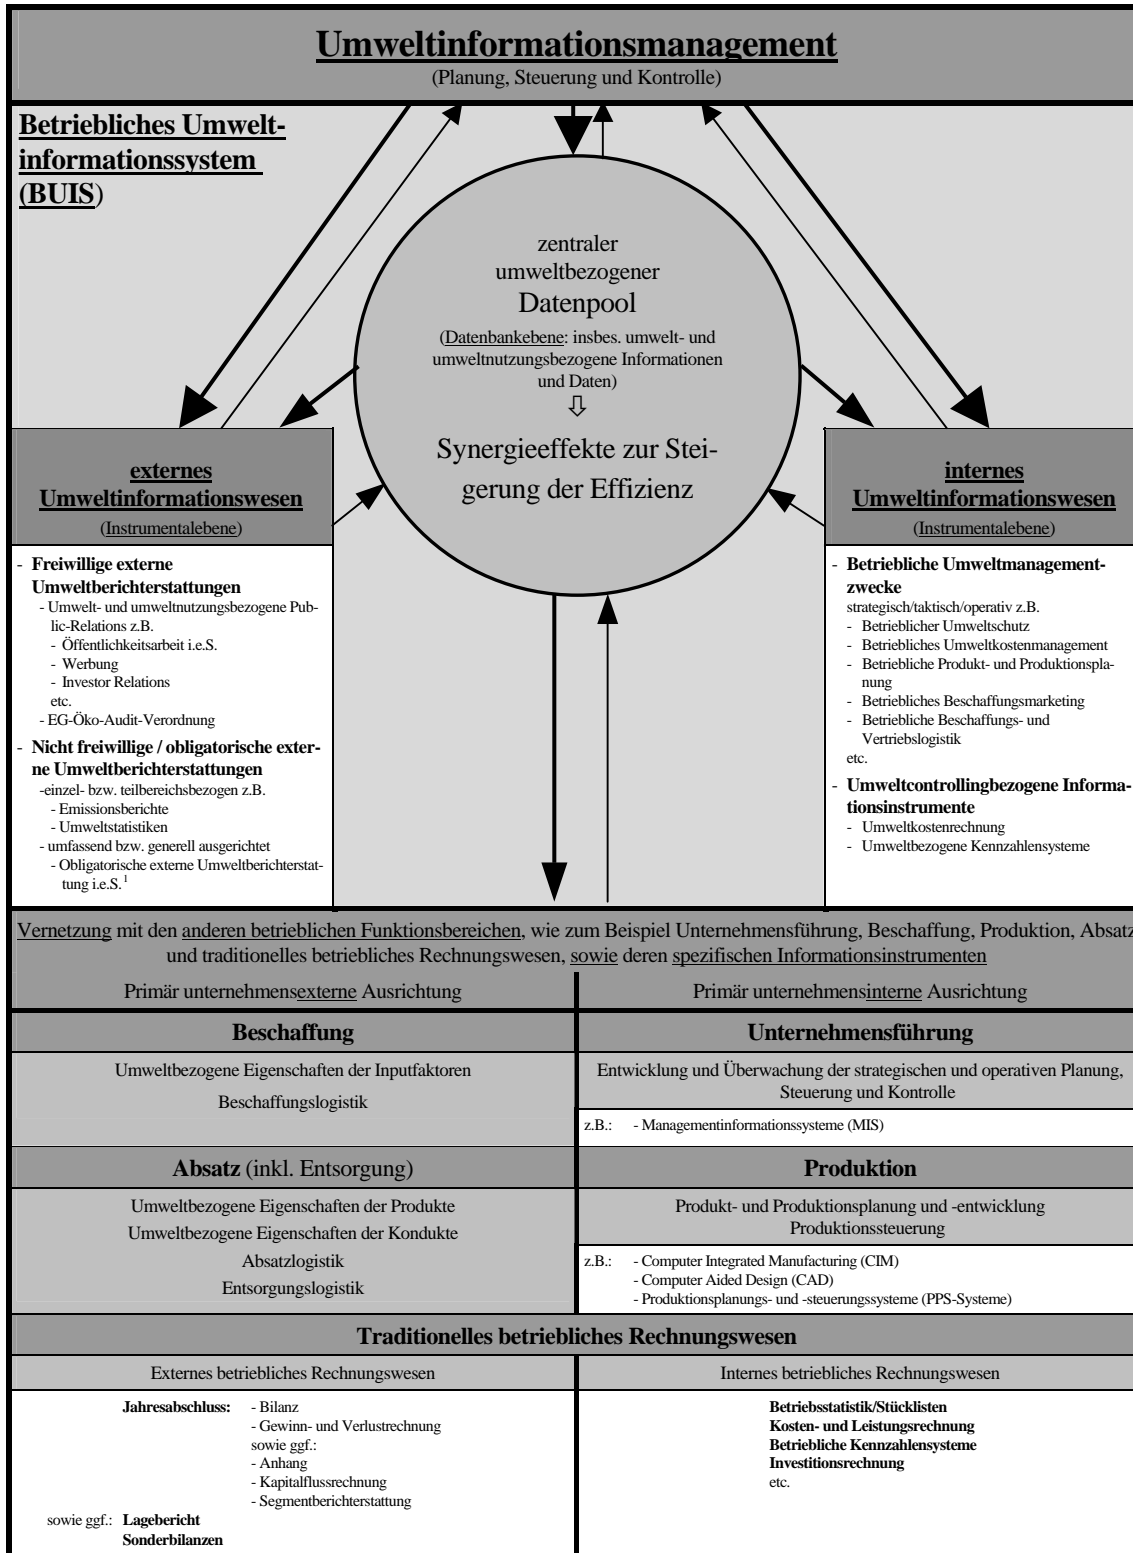 Umweltinformationsmanagement
(Planung, Steuerung und Kontrolle)
Betriebliches Umwelt-
informationssystem
(BUIS)
zentraler
umweltbezogener
Datenpool
(Datenbankebene: insbes. umwelt- und
umweltnutzungsbezogene Informationen
und Daten)
⇩
Synergieeffekte zur Stei-
gerung der Effizienz
externes
Umweltinformationswesen
(Instrumentalebene)
- Freiwillige externe
Umweltberichterstattungen
- Umwelt- und umweltnutzungsbezogene Pub-
lic-Relations z.B.
- Öffentlichkeitsarbeit i.e.S.
- Werbung
- Investor Relations
etc.
- EG-Öko-Audit-Verordnung
- Nicht freiwillige / obligatorische exter-
ne Umweltberichterstattungen
-einzel- bzw. teilbereichsbezogen z.B.
- Emissionsberichte
- Umweltstatistiken
- umfassend bzw. generell ausgerichtet
- Obligatorische externe Umweltberichterstat-
tung i.e.S.1
internes
Umweltinformationswesen
(Instrumentalebene)
- Betriebliche Umweltmanagement-
zwecke
strategisch/taktisch/operativ z.B.
- Betrieblicher Umweltschutz
- Betriebliches Umweltkostenmanagement
- Betriebliche Produkt- und Produktionspla-
nung
- Betriebliches Beschaffungsmarketing
- Betriebliche Beschaffungs- und
Vertriebslogistik
etc.
- Umweltcontrollingbezogene Informa-
tionsinstrumente
- Umweltkostenrechnung
- Umweltbezogene Kennzahlensysteme
Vernetzung mit den anderen betrieblichen Funktionsbereichen, wie zum Beispiel Unternehmensführung, Beschaffung, Produktion, Absatz
und traditionelles betriebliches Rechnungswesen, sowie deren spezifischen Informationsinstrumenten
Primär unternehmensexterne Ausrichtung
Primär unternehmensinterne Ausrichtung
Beschaffung
Umweltbezogene Eigenschaften der Inputfaktoren
Beschaffungslogistik
Unternehmensführung
Entwicklung und Überwachung der strategischen und operativen Planung,
Steuerung und Kontrolle
z.B.: - Managementinformationssysteme (MIS)
Absatz (inkl. Entsorgung)
Umweltbezogene Eigenschaften der Produkte
Umweltbezogene Eigenschaften der Kondukte
Absatzlogistik
Entsorgungslogistik
Produktion
Produkt- und Produktionsplanung und -entwicklung
Produktionssteuerung
z.B.: - Computer Integrated Manufacturing (CIM)
- Computer Aided Design (CAD)
- Produktionsplanungs- und -steuerungssysteme (PPS-Systeme)
Traditionelles betriebliches Rechnungswesen
Externes betriebliches Rechnungswesen
Internes betriebliches Rechnungswesen
Jahresabschluss: - Bilanz
- Gewinn- und Verlustrechnung
sowie ggf.:
- Anhang
- Kapitalflussrechnung
- Segmentberichterstattung
sowie ggf.: Lagebericht
Sonderbilanzen
Betriebsstatistik/Stücklisten
Kosten- und Leistungsrechnung
Betriebliche Kennzahlensysteme
Investitionsrechnung
etc.